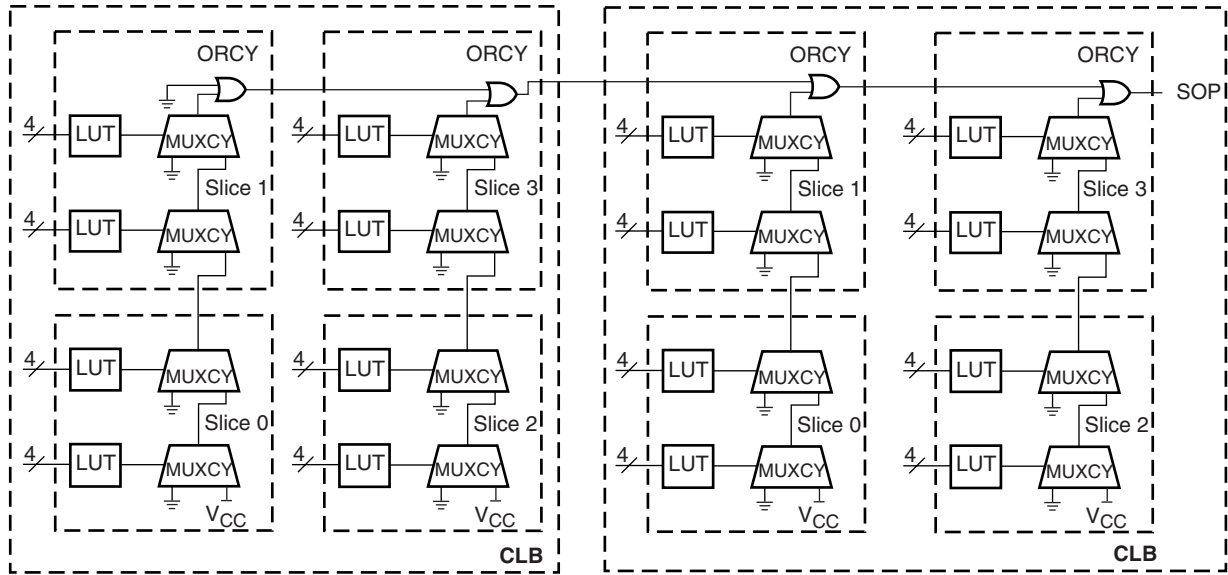 ORCY ORCY ORCY ORCY
SOP
4 LUT MUXCY 4 LUT MUXCY 4 LUT MUXCY 4 LUT MUXCY
Slice 1 Slice 3 Slice 1 Slice 3
4 LUT MUXCY 4 LUT MUXCY 4 LUT MUXCY 4 LUT MUXCY
4 LUT MUXCY 4 LUT MUXCY 4 LUT MUXCY 4 LUT MUXCY
Slice 0 Slice 2 Slice 0 Slice 2
4 LUT MUXCY 4 LUT MUXCY 4 LUT MUXCY 4 LUT MUXCY
VCC VCC VCC VCC
CLB CLB